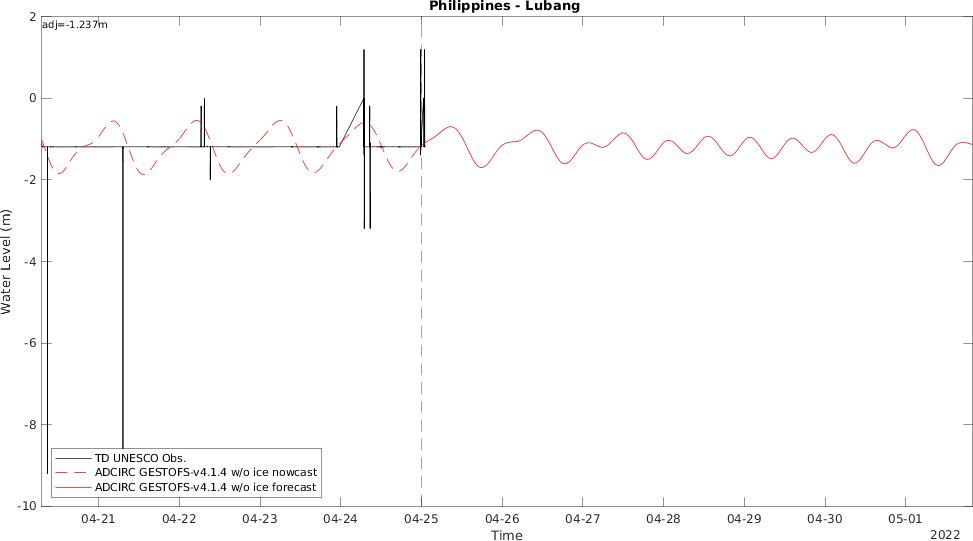 Philippines - Lubang
adj=-1.237m
2
0
-2
-4
-6
-8
-10
Water Level (m)
TD UNESCO Obs.
ADCIRC GESTOFS-v4.1.4 w/o ice nowcast
ADCIRC GESTOFS-v4.1.4 w/o ice forecast
04-21 04-22 04-23 04-24 04-25 04-26 04-27 04-28 04-29 04-30 05-01
Time
2022